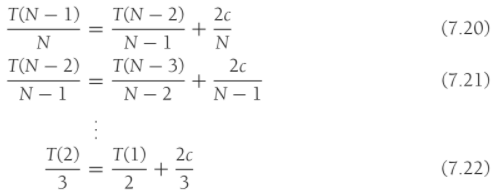 T(N − 1)/N = T(N − 2)/(N − 1) + 2c/N (7.20)
T(N − 2)/(N − 1) = T(N − 3)/(N − 2) + 2c/(N − 1) (7.21)
⋮
T(2)/3 = T(1)/2 + 2c/3 (7.22)